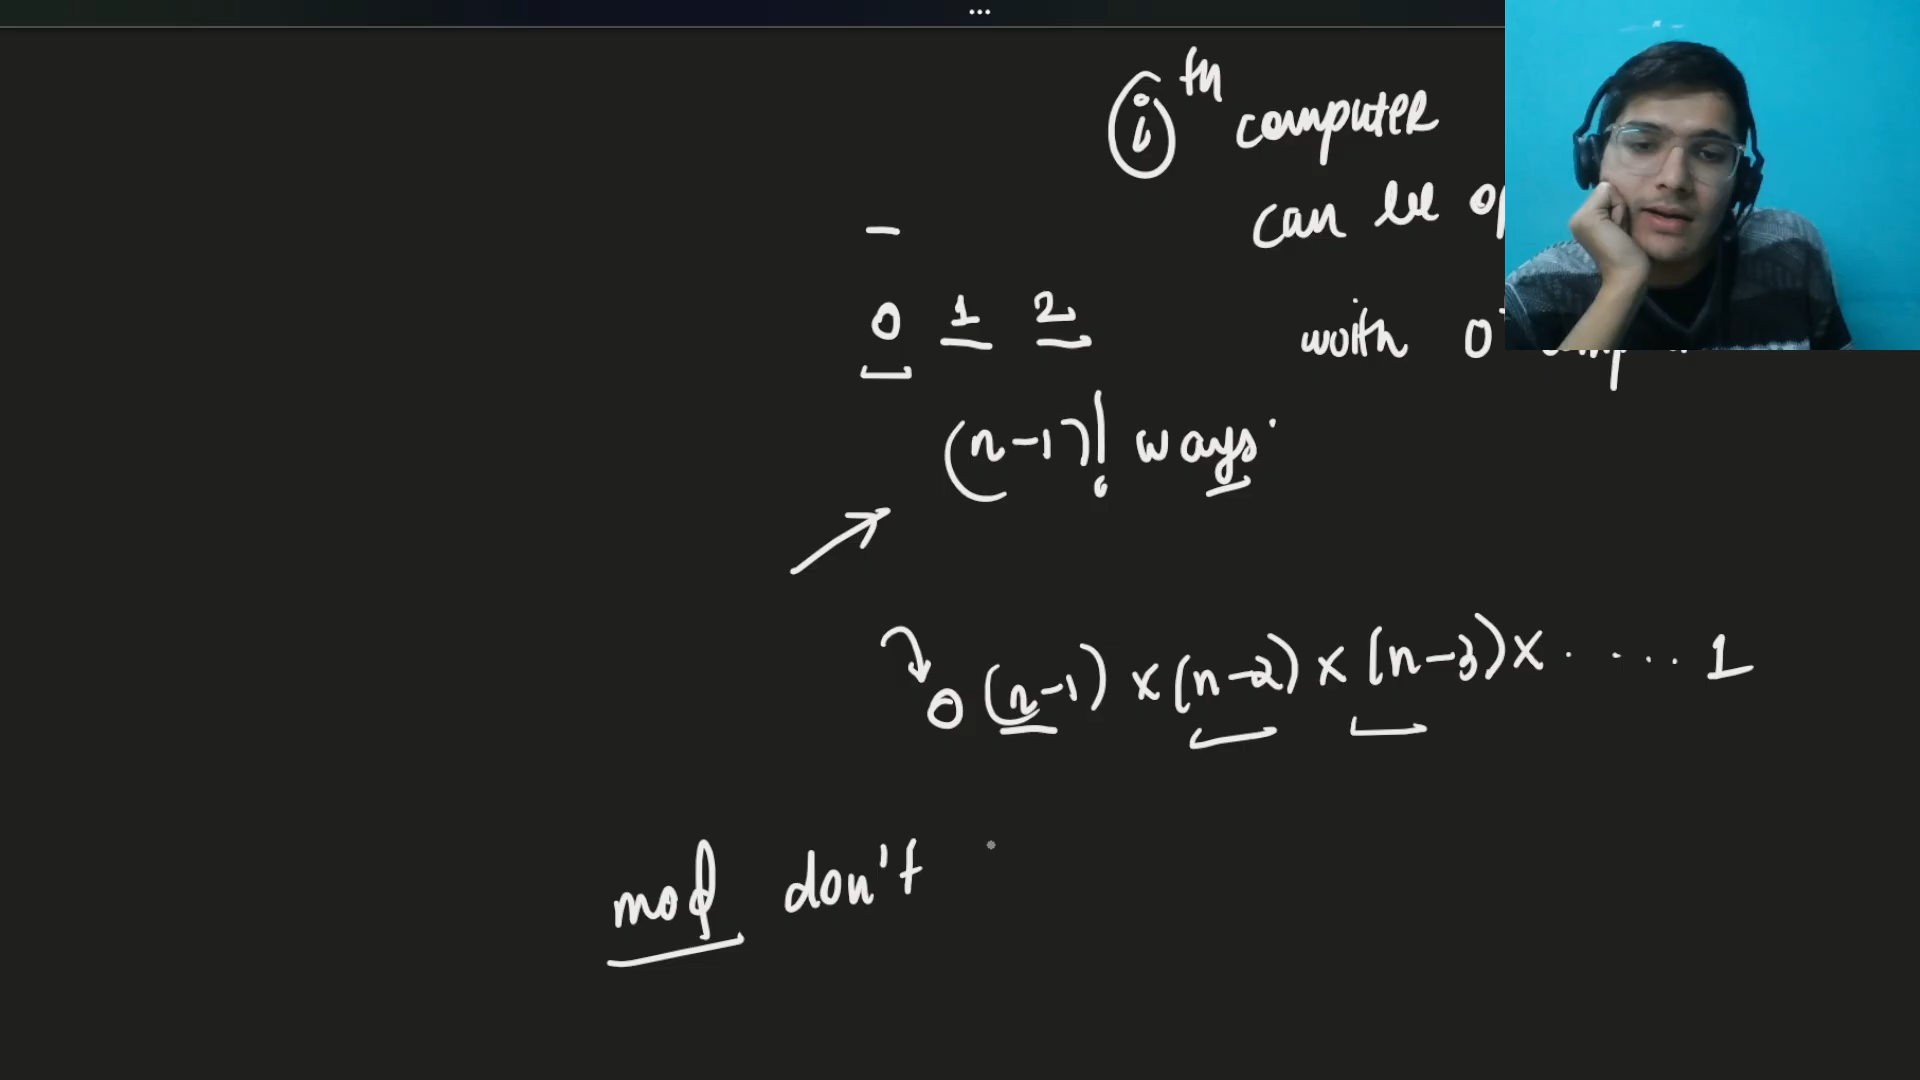 ...
i th computer
can be
–
0 1 2
with 0
(n-1)! ways
0 (n-1) × (n-2) × (n-3) × ..... 1
mod don't